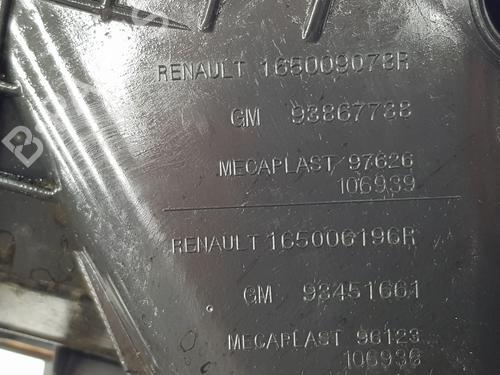 RENAULT 165009073R
GM 93867738
MECAPLAST 97626
106939
RENAULT 165006196R
GM 93451661
MECAPLAST 96123
106936